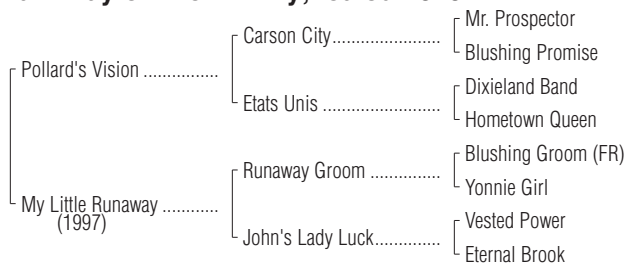 Mr. Prospector
Carson City..................
Blushing Promise
Pollard's Vision ...............
Dixieland Band
Etats Unis ........................
Hometown Queen
Blushing Groom (FR)
Runaway Groom ...............
Yonnie Girl
My Little Runaway ............
(1997)
Vested Power
John's Lady Luck..............
Eternal Brook